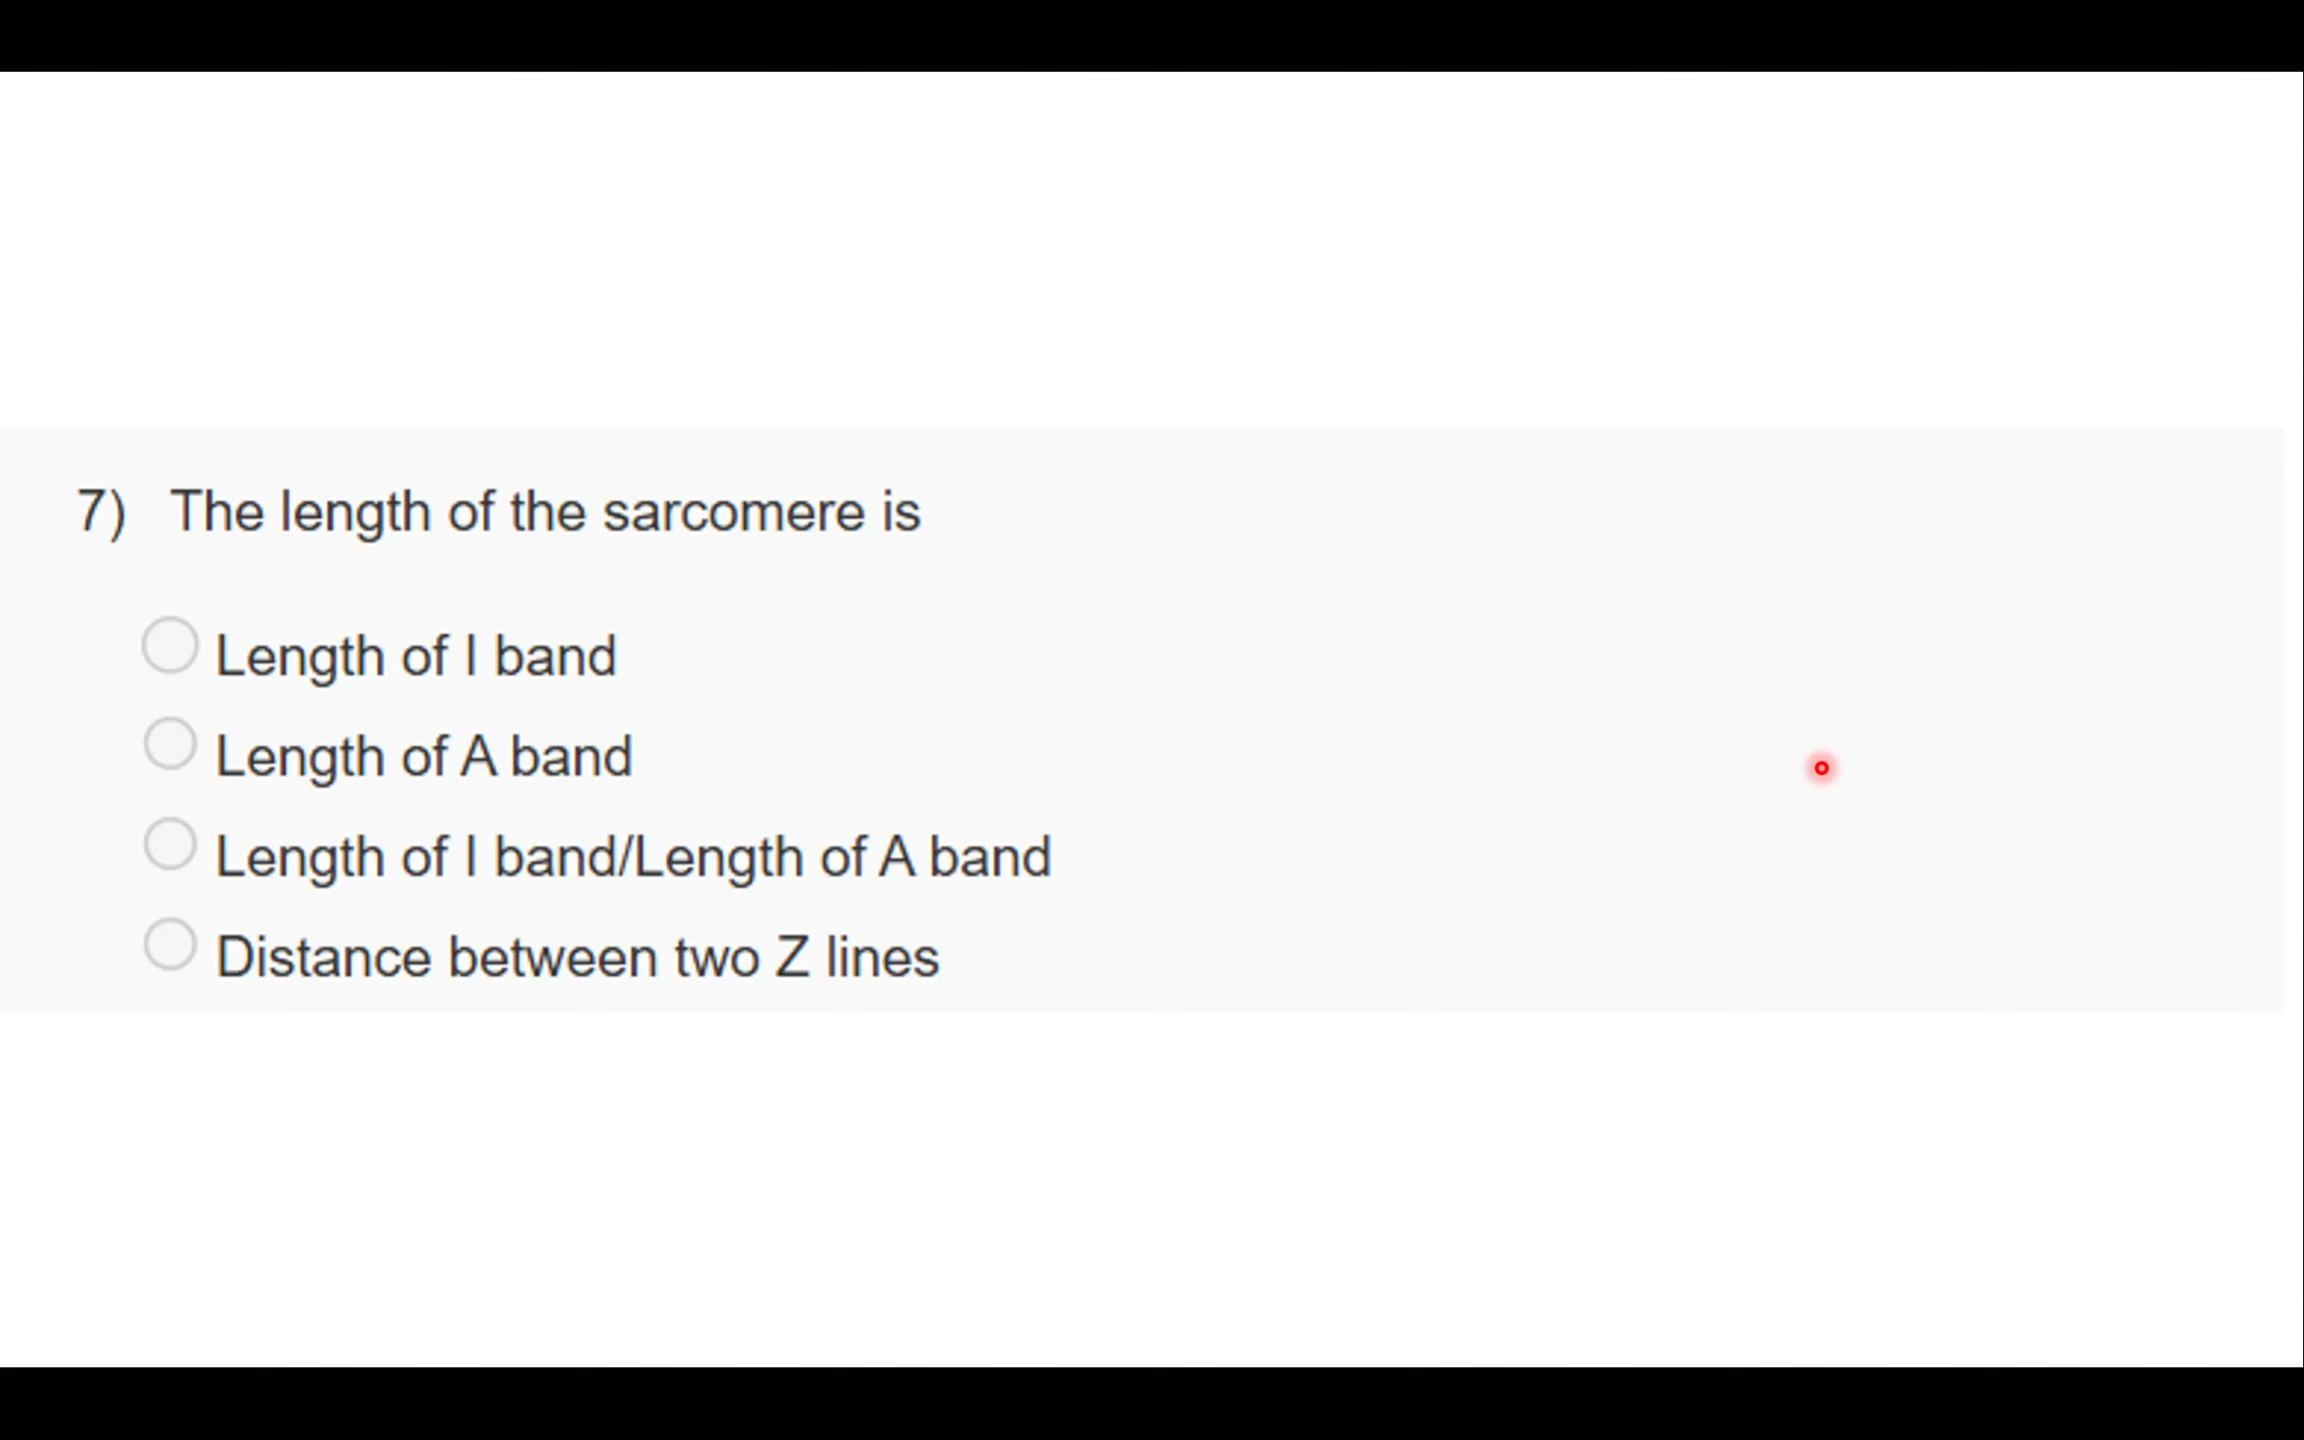 7) The length of the sarcomere is
Length of I band
Length of A band
Length of I band/Length of A band
Distance between two Z lines